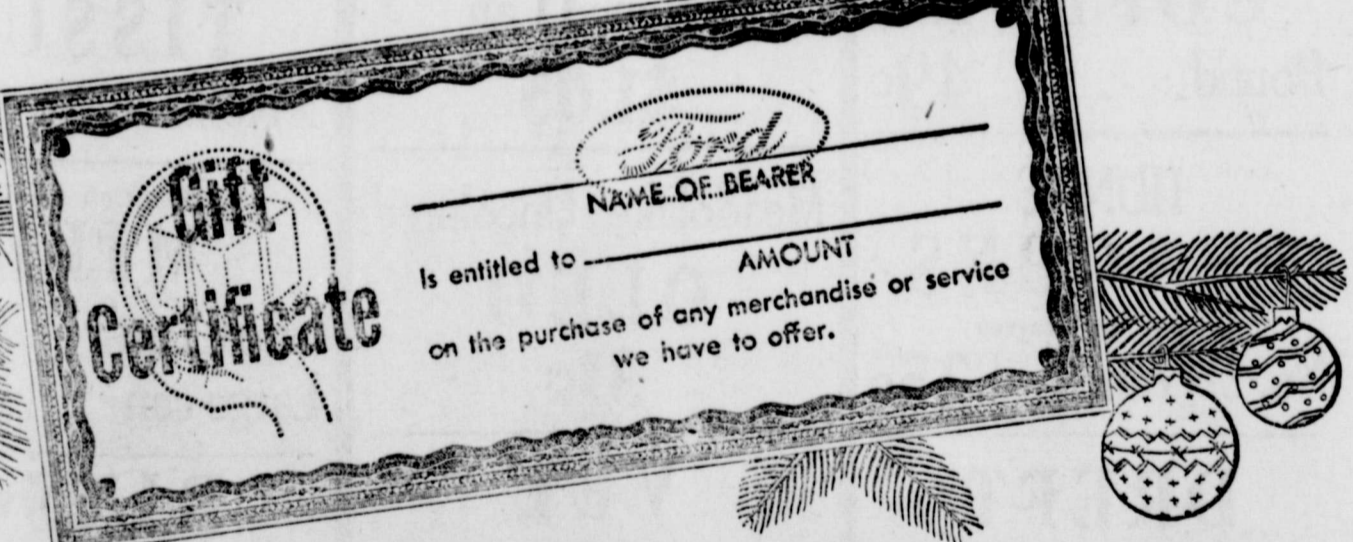 Gift
Certificate
Ford
NAME OF BEARER
Is entitled to
AMOUNT
on the purchase of any merchandise or service
we have to offer.